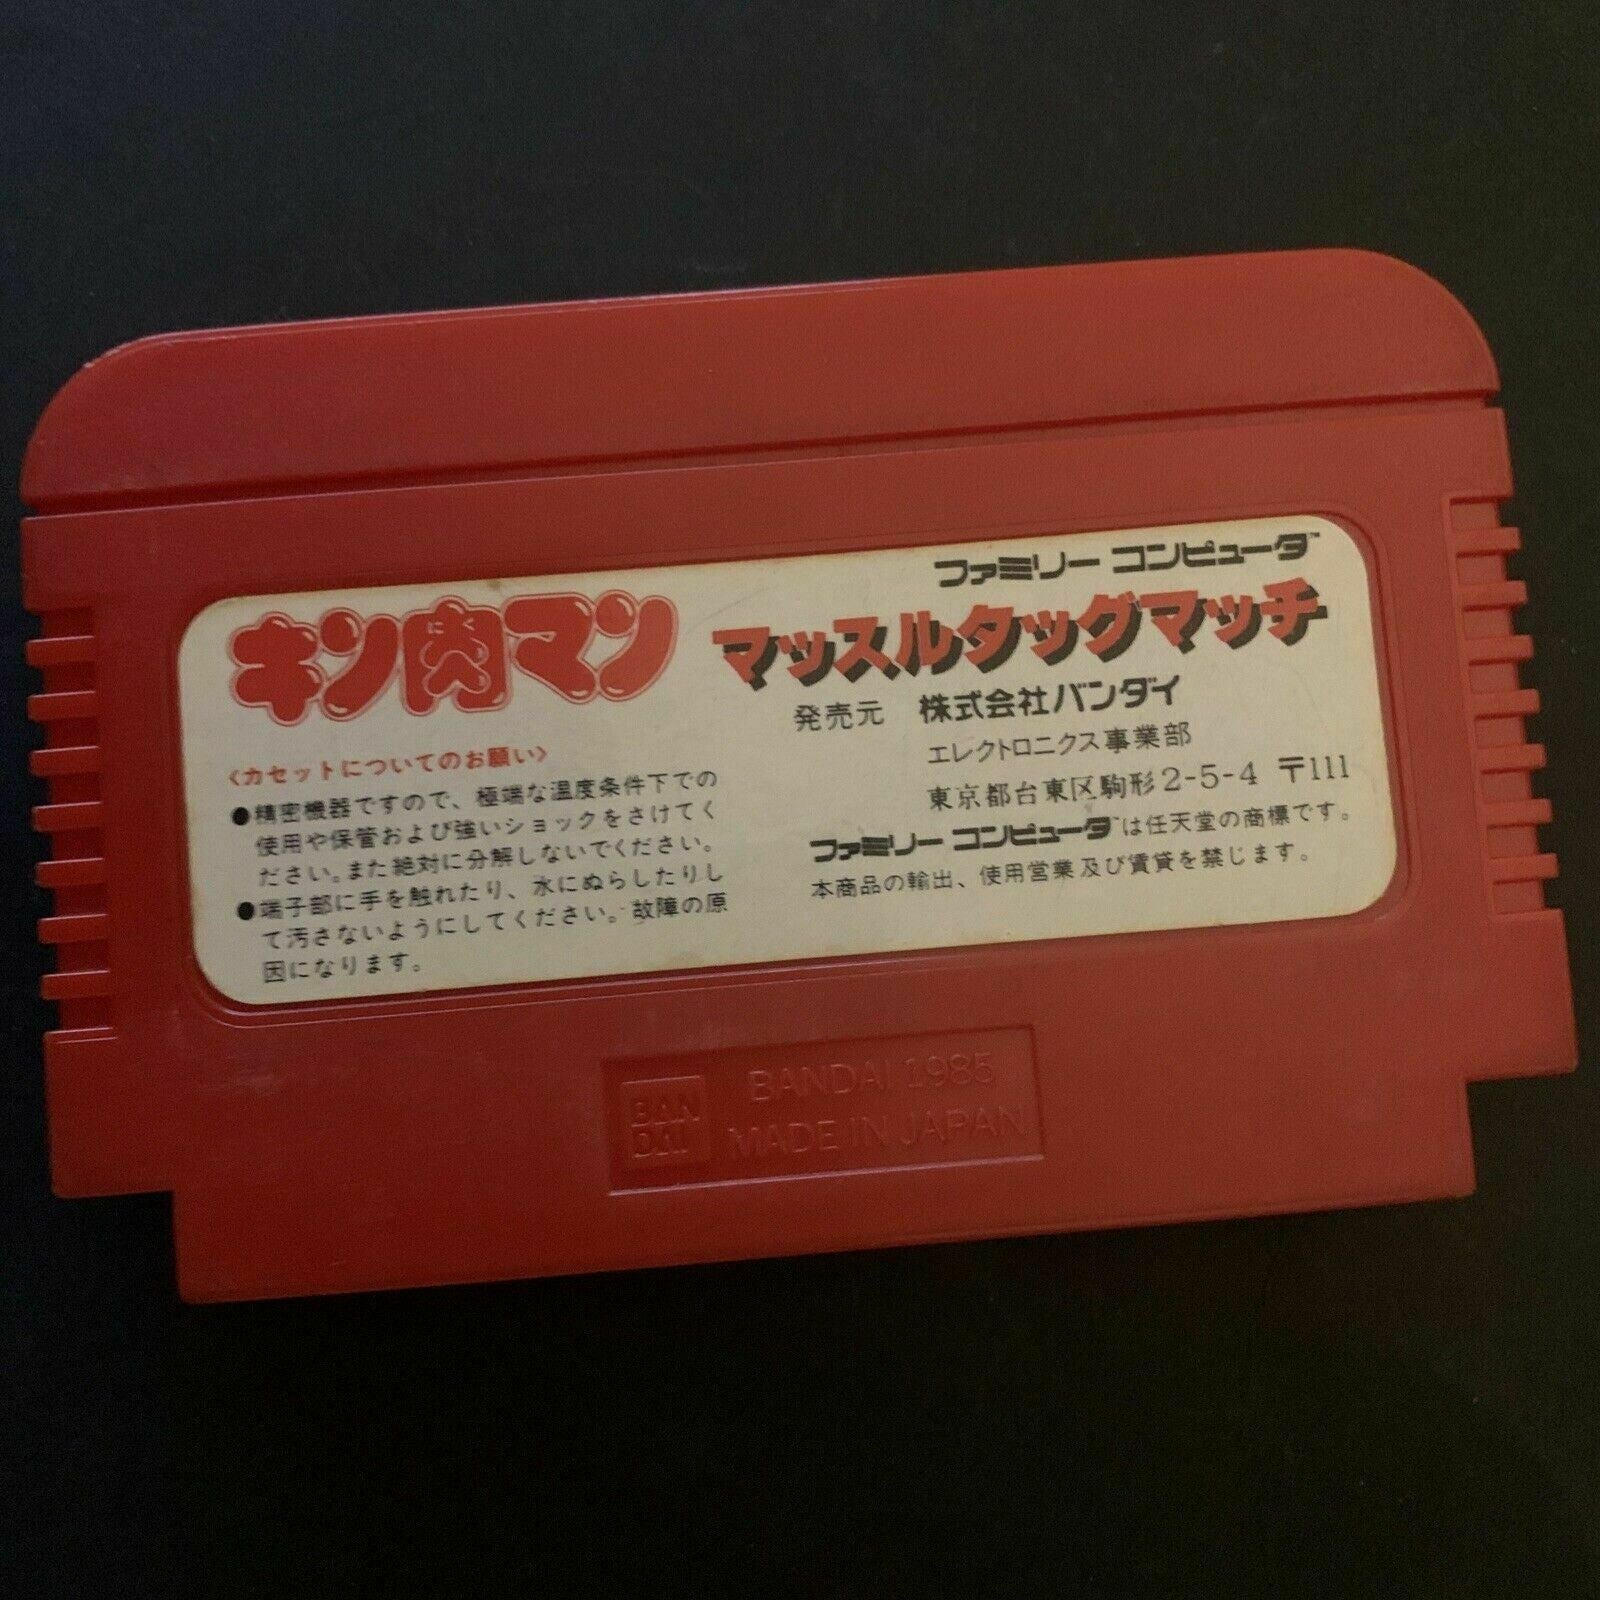 ファミリー コンピュータ™
キン肉マン
にく
マッスルタッグマッチ
発売元 株式会社バンダイ
エレクトロニクス事業部
東京都台東区駒形2-5-4 〒111
ファミリー コンピュータ™は任天堂の商標です。
本商品の輸出、使用営業及び賃貸を禁じます。
〈カセットについてのお願い〉
●精密機器ですので、極端な温度条件下での
使用や保管および強いショックをさけてく
ださい。また絶対に分解しないでください。
●端子部に手を触れたり、水にぬらしたりし
て汚さないようにしてください。故障の原
因になります。
BAN
DAI
BANDAI 1985
MADE IN JAPAN